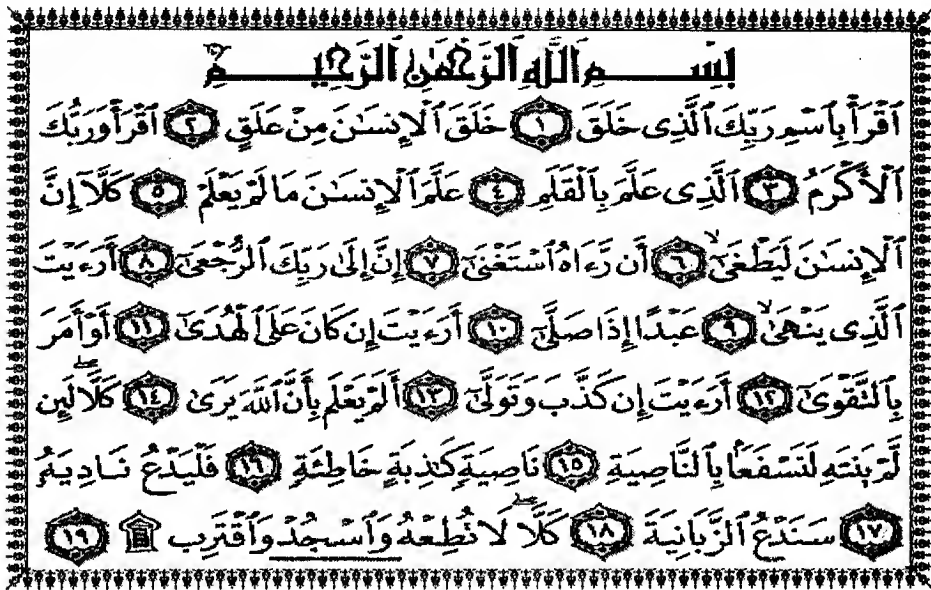 بِسْمِ ٱللَّهِ ٱلرَّحْمَٰنِ ٱلرَّحِيمِ
ٱقْرَأْ بِٱسْمِ رَبِّكَ ٱلَّذِى خَلَقَ ١ خَلَقَ ٱلْإِنسَٰنَ مِنْ عَلَقٍ ٢ ٱقْرَأْ وَرَبُّكَ
ٱلْأَكْرَمُ ٣ ٱلَّذِى عَلَّمَ بِٱلْقَلَمِ ٤ عَلَّمَ ٱلْإِنسَٰنَ مَا لَمْ يَعْلَمْ ٥ كَلَّآ إِنَّ
ٱلْإِنسَٰنَ لَيَطْغَىٰٓ ٦ أَن رَّءَاهُ ٱسْتَغْنَىٰٓ ٧ إِنَّ إِلَىٰ رَبِّكَ ٱلرُّجْعَىٰٓ ٨ أَرَءَيْتَ
ٱلَّذِى يَنْهَىٰ ٩ عَبْدًا إِذَا صَلَّىٰٓ ١٠ أَرَءَيْتَ إِن كَانَ عَلَى ٱلْهُدَىٰٓ ١١ أَوْ أَمَرَ
بِٱلتَّقْوَىٰٓ ١٢ أَرَءَيْتَ إِن كَذَّبَ وَتَوَلَّىٰٓ ١٣ أَلَمْ يَعْلَم بِأَنَّ ٱللَّهَ يَرَىٰ ١٤ كَلَّا لَئِن
لَّمْ يَنتَهِ لَنَسْفَعًۢا بِٱلنَّاصِيَةِ ١٥ نَاصِيَةٍ كَٰذِبَةٍ خَاطِئَةٍ ١٦ فَلْيَدْعُ نَادِيَهُۥ
١٧ سَنَدْعُ ٱلزَّبَانِيَةَ ١٨ كَلَّا لَا تُطِعْهُ وَٱسْجُدْ وَٱقْتَرِب ۩ ١٩